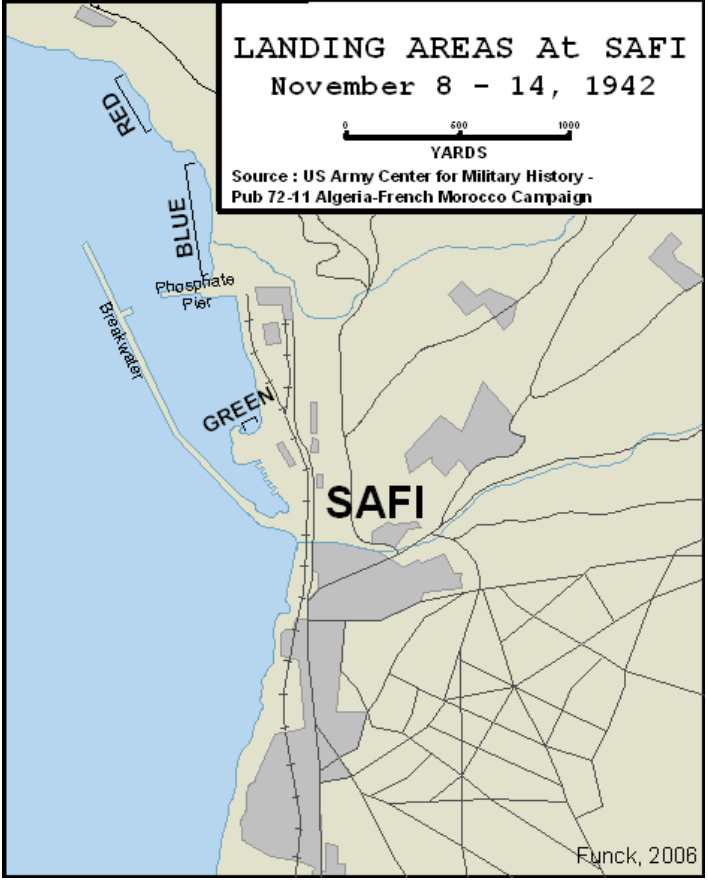 LANDING AREAS At SAFI
November 8 - 14, 1942
0 500 1000
YARDS
Source : US Army Center for Military History -
Pub 72-11 Algeria-French Morocco Campaign
RED
BLUE
Phosphate
Pier
Breakwater
GREEN
SAFI
Funck, 2006